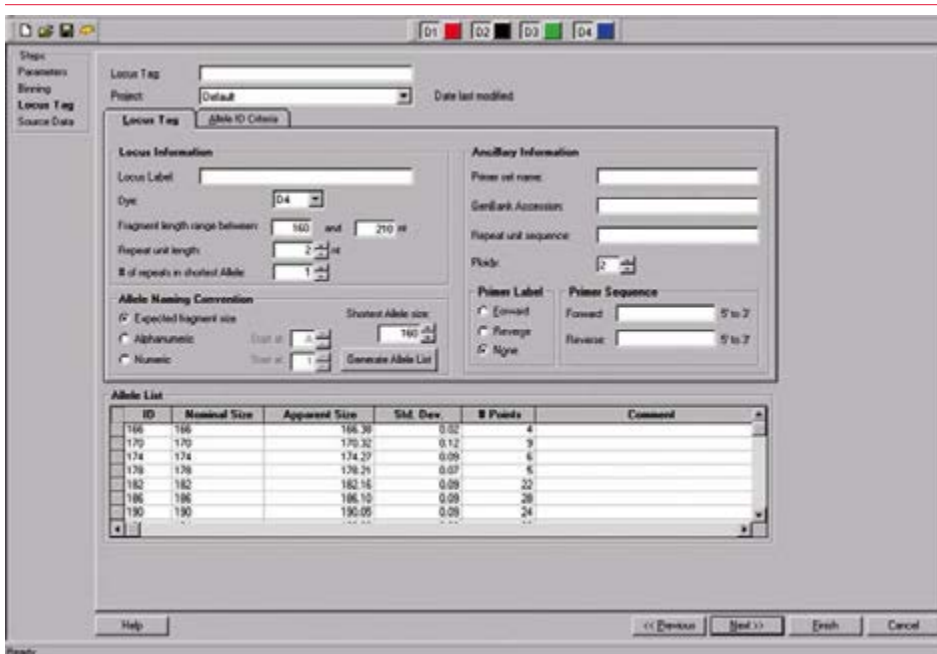 D1 D2 D3 D4
Steps
Parameters
Binning
Locus Tag
Source Data
Locus Tag:
Project: Default Date last modified:
Locus Tag Allele ID Criteria
Locus Information
Locus Label:
Dye: D4
Fragment length range between: 160 and 210 nt
Repeat unit length: 2 nt
# of repeats in shortest Allele: 1
Allele Naming Convention
Expected fragment size
Alphanumeric Start at: A
Numeric Start at: 1
Shortest Allele size:
160
Generate Allele List
Ancillary Information
Primer set name:
GenBank Accession:
Repeat unit sequence:
Ploidy: 2
Primer Label
Forward
Reverse
None
Primer Sequence
Forward: 5' to 3'
Reverse: 5' to 3'
Allele List
ID Nominal Size Apparent Size Std. Dev. # Points Comment
166 166 166.38 0.02 4
170 170 170.32 0.12 9
174 174 174.27 0.09 6
178 178 178.21 0.07 5
182 182 182.16 0.09 22
186 186 186.10 0.09 28
190 190 190.05 0.09 24
Help << Previous Next >> Finish Cancel
Ready